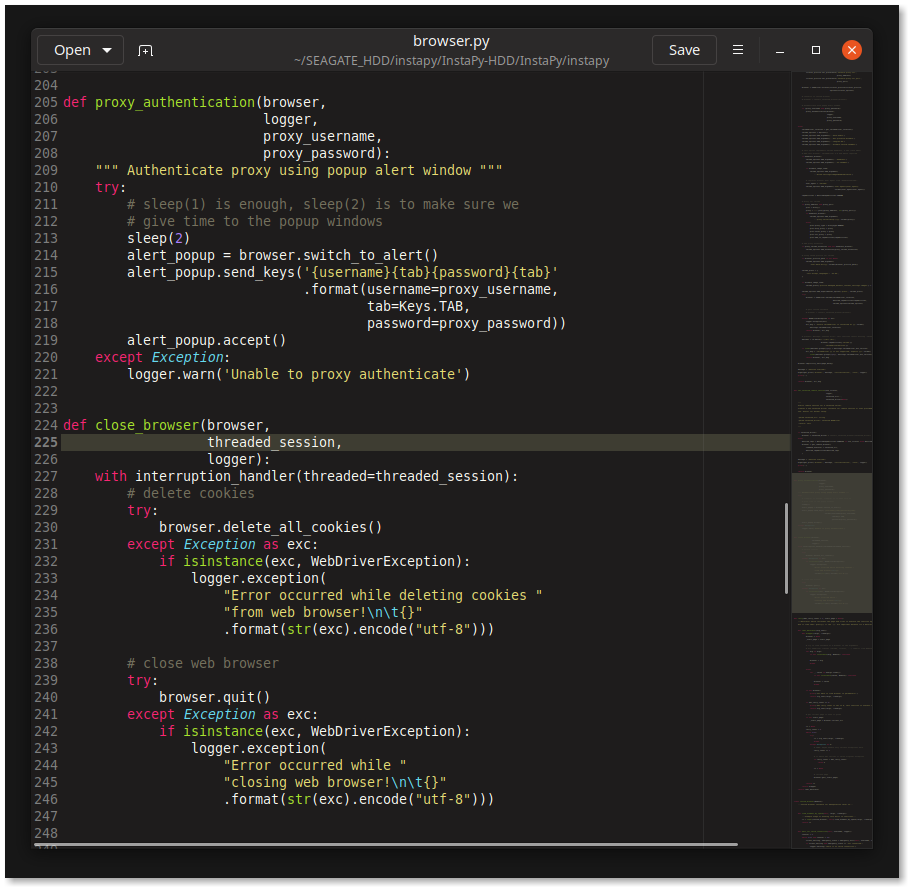 Open
browser.py
~/SEAGATE_HDD/instapy/InstaPy-HDD/InstaPy/instapy
Save
204
205 def proxy_authentication(browser,
206                          logger,
207                          proxy_username,
208                          proxy_password):
209     """ Authenticate proxy using popup alert window """
210     try:
211         # sleep(1) is enough, sleep(2) is to make sure we
212         # give time to the popup windows
213         sleep(2)
214         alert_popup = browser.switch_to_alert()
215         alert_popup.send_keys('{username}{tab}{password}{tab}'
216                               .format(username=proxy_username,
217                                       tab=Keys.TAB,
218                                       password=proxy_password))
219         alert_popup.accept()
220     except Exception:
221         logger.warn('Unable to proxy authenticate')
222
223
224 def close_browser(browser,
225                   threaded_session,
226                   logger):
227     with interruption_handler(threaded=threaded_session):
228         # delete cookies
229         try:
230             browser.delete_all_cookies()
231         except Exception as exc:
232             if isinstance(exc, WebDriverException):
233                 logger.exception(
234                     "Error occurred while deleting cookies "
235                     "from web browser!\n\t{}"
236                     .format(str(exc).encode("utf-8")))
237
238         # close web browser
239         try:
240             browser.quit()
241         except Exception as exc:
242             if isinstance(exc, WebDriverException):
243                 logger.exception(
244                     "Error occurred while "
245                     "closing web browser!\n\t{}"
246                     .format(str(exc).encode("utf-8")))
247
248